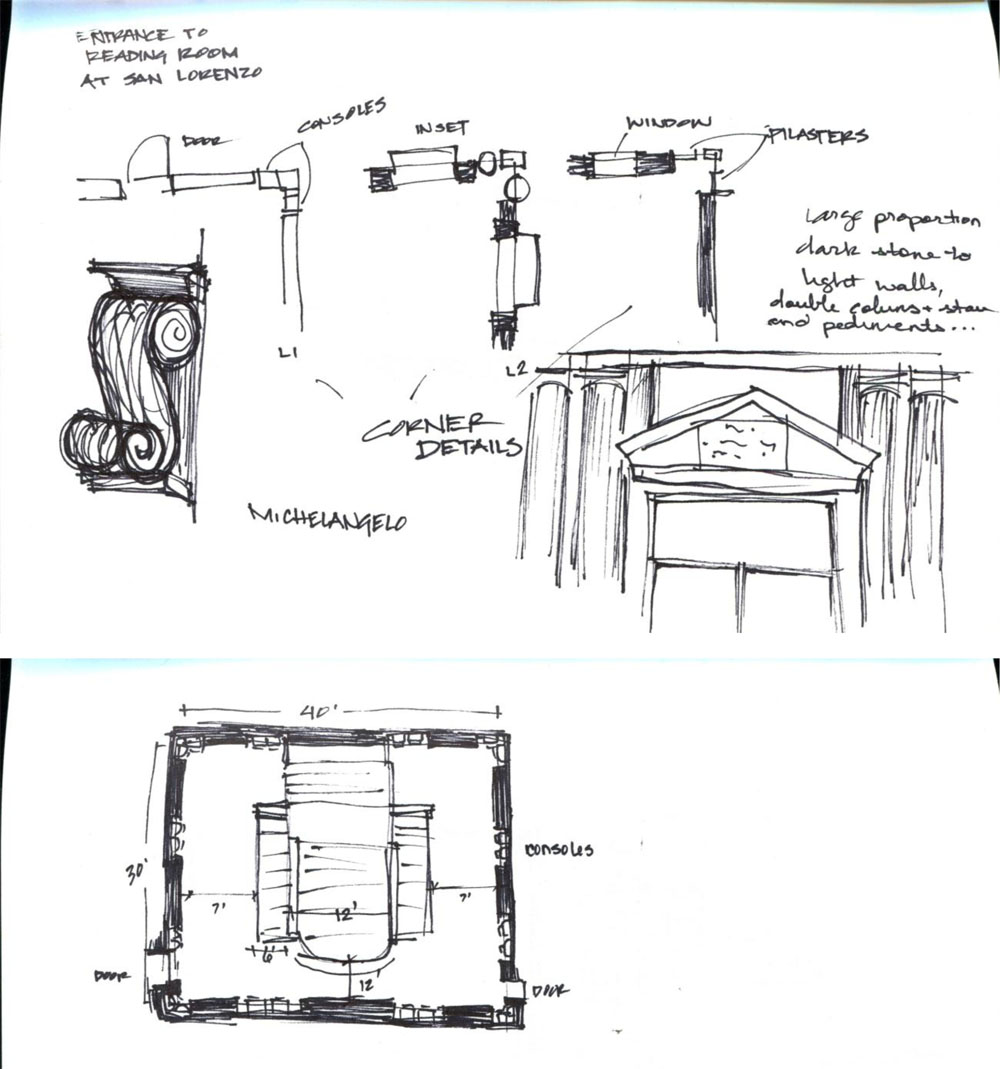 ENTRANCE TO
READING ROOM
AT SAN LORENZO
DOOR
CONSOLES
INSET
WINDOW
PILASTERS
Large proportion
dark stone to
light walls,
double colums + stair
and pediments...
L1
L2
CORNER
DETAILS
MICHELANGELO
40'
30'
consoles
7'
12'
7'
6'
12'
DOOR
DOOR